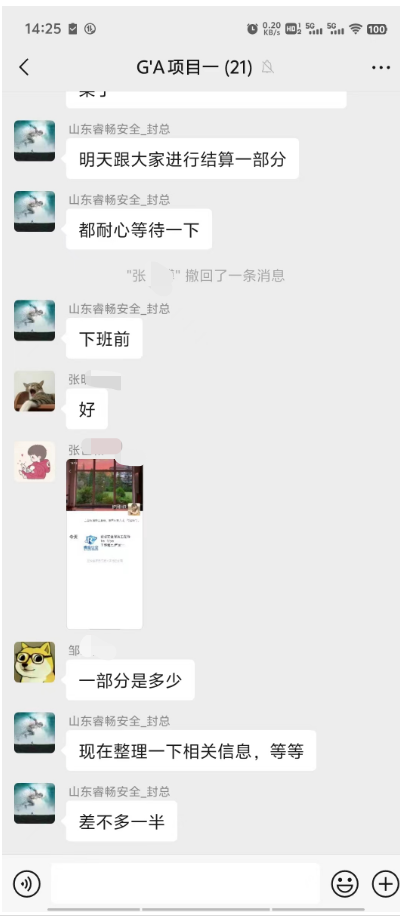 14:25
0.20 KB/s HD 5G 5G 100
G'A项目一 (21)
山东睿畅安全_封总
明天跟大家进行结算一部分
山东睿畅安全_封总
都耐心等待一下
"张 " 撤回了一条消息
山东睿畅安全_封总
下班前
张
好
张
邹
一部分是多少
山东睿畅安全_封总
现在整理一下相关信息，等等
山东睿畅安全_封总
差不多一半